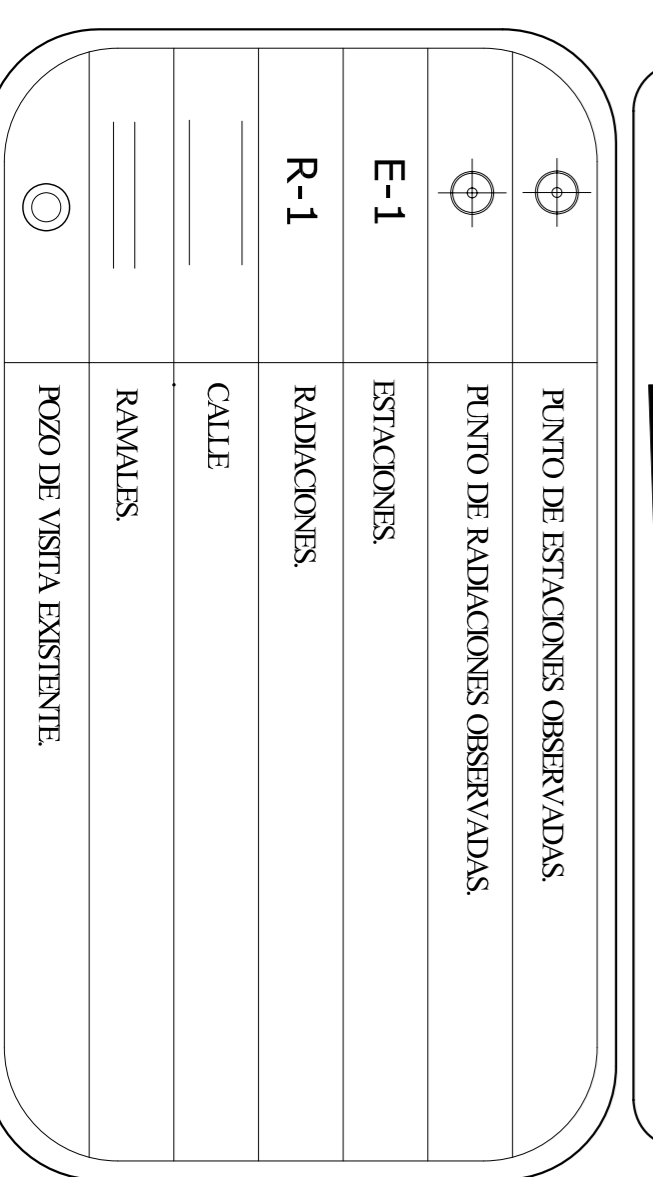 PUNTO DE ESTACIONES OBSERVADAS.
PUNTO DE RADIACIONES OBSERVADAS.
E-1 ESTACIONES.
R-1 RADIACIONES.
CALLE
RAMALES.
POZO DE VISITA EXISTENTE.